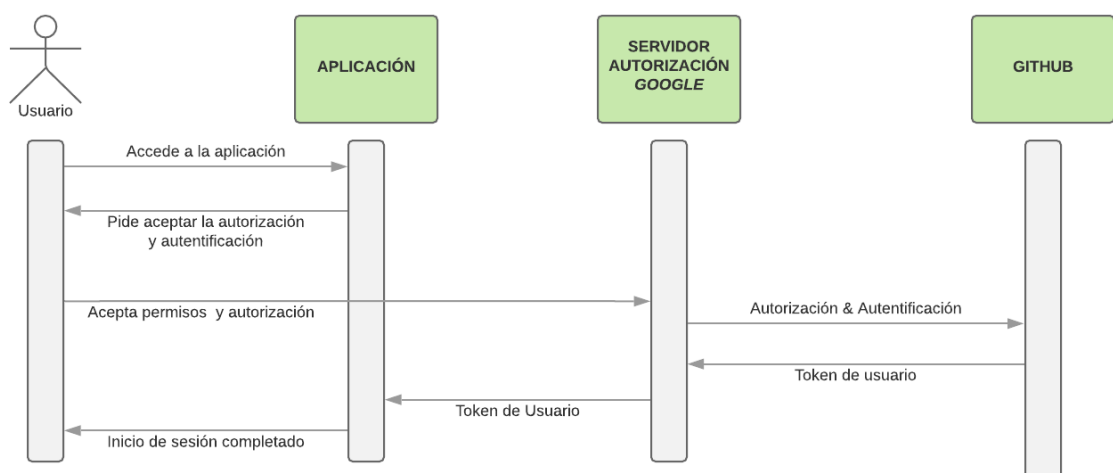 Usuario
APLICACIÓN
SERVIDOR
AUTORIZACIÓN
GOOGLE
GITHUB
Accede a la aplicación
Pide aceptar la autorización
y autentificación
Acepta permisos y autorización
Autorización & Autentificación
Token de usuario
Token de Usuario
Inicio de sesión completado